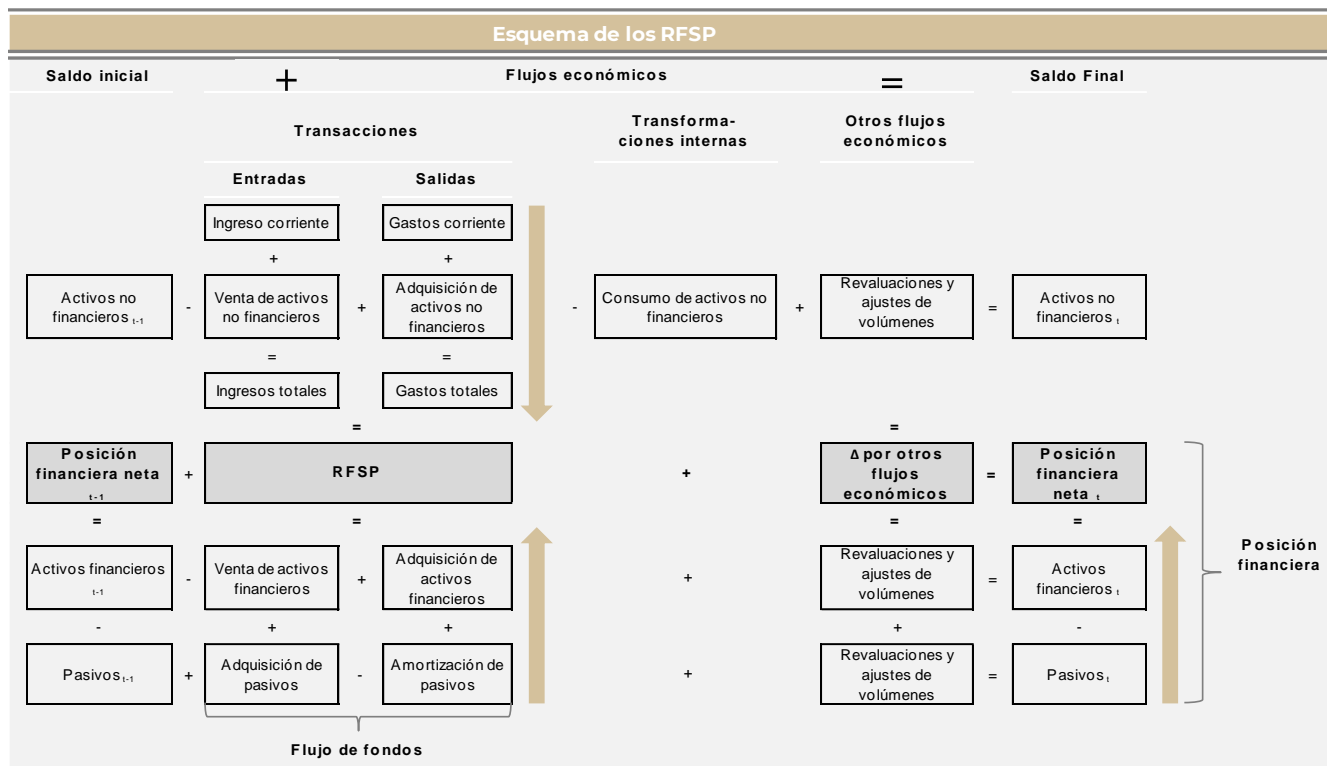 Esquema de los RFSP
Saldo inicial + Flujos económicos = Saldo Final
Transacciones
Transforma-
ciones internas
Otros flujos
económicos
Entradas Salidas
Ingreso corriente Gastos corriente
+ +
Activos no
financieros t-1
-
Venta de activos
no financieros
+
Adquisición de
activos no
financieros
-
Consumo de activos no
financieros
+
Revaluaciones y
ajustes de
volúmenes
=
Activos no
financieros t
= =
Ingresos totales Gastos totales
= =
Posición
financiera neta
t-1
+
RFSP
+
Δ por otros
flujos
económicos
=
Posición
financiera
neta t
= = = =
Activos financieros
t-1
-
Venta de activos
financieros
+
Adquisición de
activos
financieros
+
Revaluaciones y
ajustes de
volúmenes
=
Activos
financieros t
- + + + -
Pasivos t-1
+
Adquisición de
pasivos
-
Amortización de
pasivos
+
Revaluaciones y
ajustes de
volúmenes
=
Pasivos t
Posición
financiera
Flujo de fondos